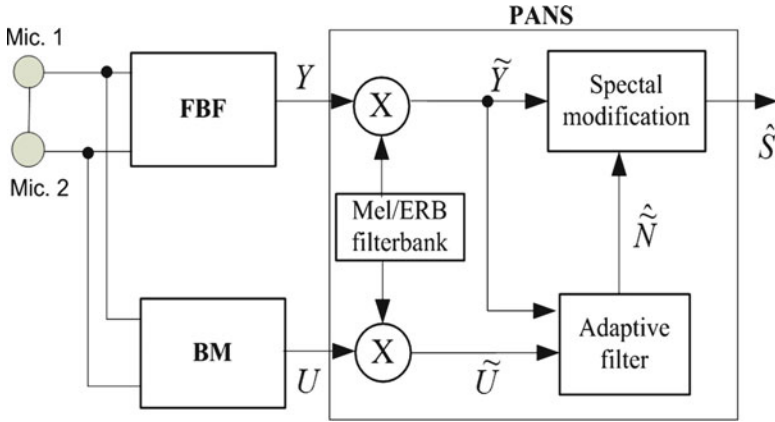 PANS
Mic. 1
FBF
Y
X
Ỹ
Spectal
modification
Ŝ
Mic. 2
Mel/ERB
filterbank
Ñ̂
BM
U
X
Ũ
Adaptive
filter